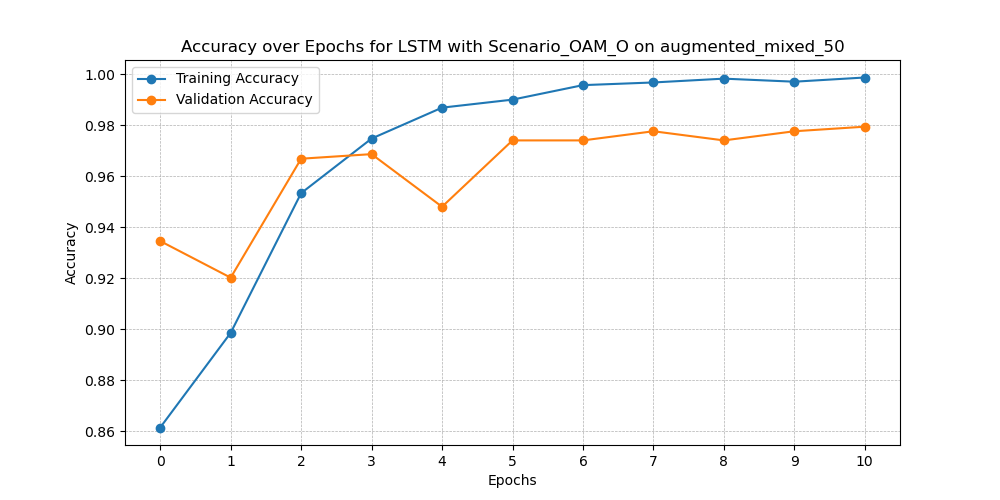 Accuracy over Epochs for LSTM with Scenario_OAM_O on augmented_mixed_50
Training Accuracy
Validation Accuracy
1.00
0.98
0.96
0.94
0.92
0.90
0.88
0.86
Accuracy
0 1 2 3 4 5 6 7 8 9 10
Epochs